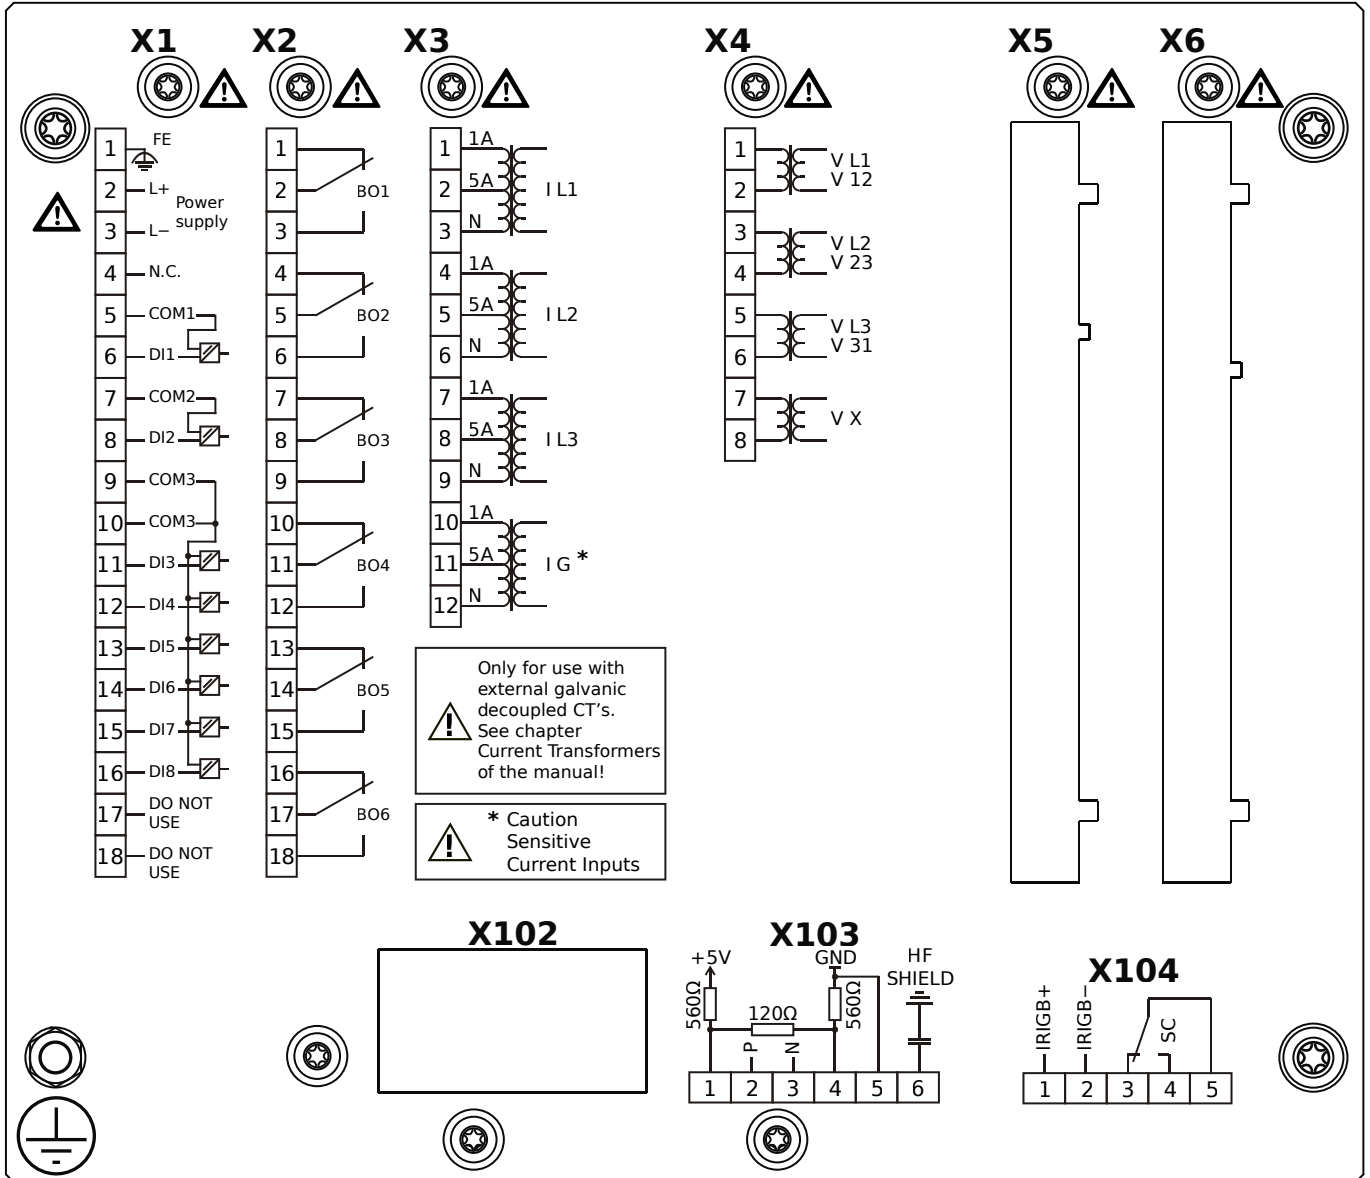 X1
X2
X3
X4
X5
X6
1
FE
2
L+
Power
supply
3
L−
4
N.C.
5
COM1
6
DI1
7
COM2
8
DI2
9
COM3
10
COM3
11
DI3
12
DI4
13
DI5
14
DI6
15
DI7
16
DI8
17
DO NOT
USE
18
DO NOT
USE
1
2
BO1
3
4
5
BO2
6
7
8
BO3
9
10
11
BO4
12
13
14
BO5
15
16
17
BO6
18
1
1A
2
5A
I L1
3
N
4
1A
5
5A
I L2
6
N
7
1A
8
5A
I L3
9
N
10
1A
11
5A
I G *
12
N
Only for use with
external galvanic
decoupled CT's.
See chapter
Current Transformers
of the manual!
* Caution
Sensitive
Current Inputs
1
2
V L1
V 12
3
4
V L2
V 23
5
6
V L3
V 31
7
8
V X
X102
X103
+5V
GND
HF
SHIELD
560Ω
120Ω
560Ω
P
N
1 2 3 4 5 6
X104
IRIGB+
IRIGB−
SC
1 2 3 4 5